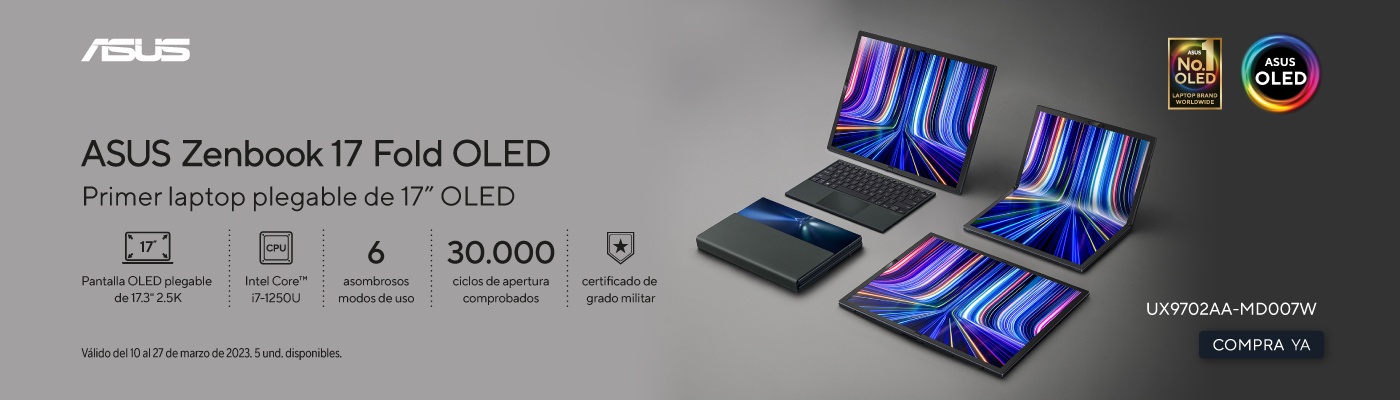 ASUS
ASUS Zenbook 17 Fold OLED
Primer laptop plegable de 17” OLED
17"
Pantalla OLED plegable
de 17.3" 2.5K
CPU
Intel Core™
i7-1250U
6
asombrosos
modos de uso
30.000
ciclos de apertura
comprobados
certificado de
grado militar
Válido del 10 al 27 de marzo de 2023. 5 und. disponibles.
ASUS
No.1
OLED
LAPTOP BRAND
WORLDWIDE
ASUS
OLED
UX9702AA-MD007W
COMPRA YA